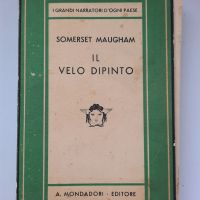 I GRANDI NARRATORI D'OGNI PAESE
SOMERSET MAUGHAM
IL
VELO DIPINTO
A. MONDADORI - EDITORE